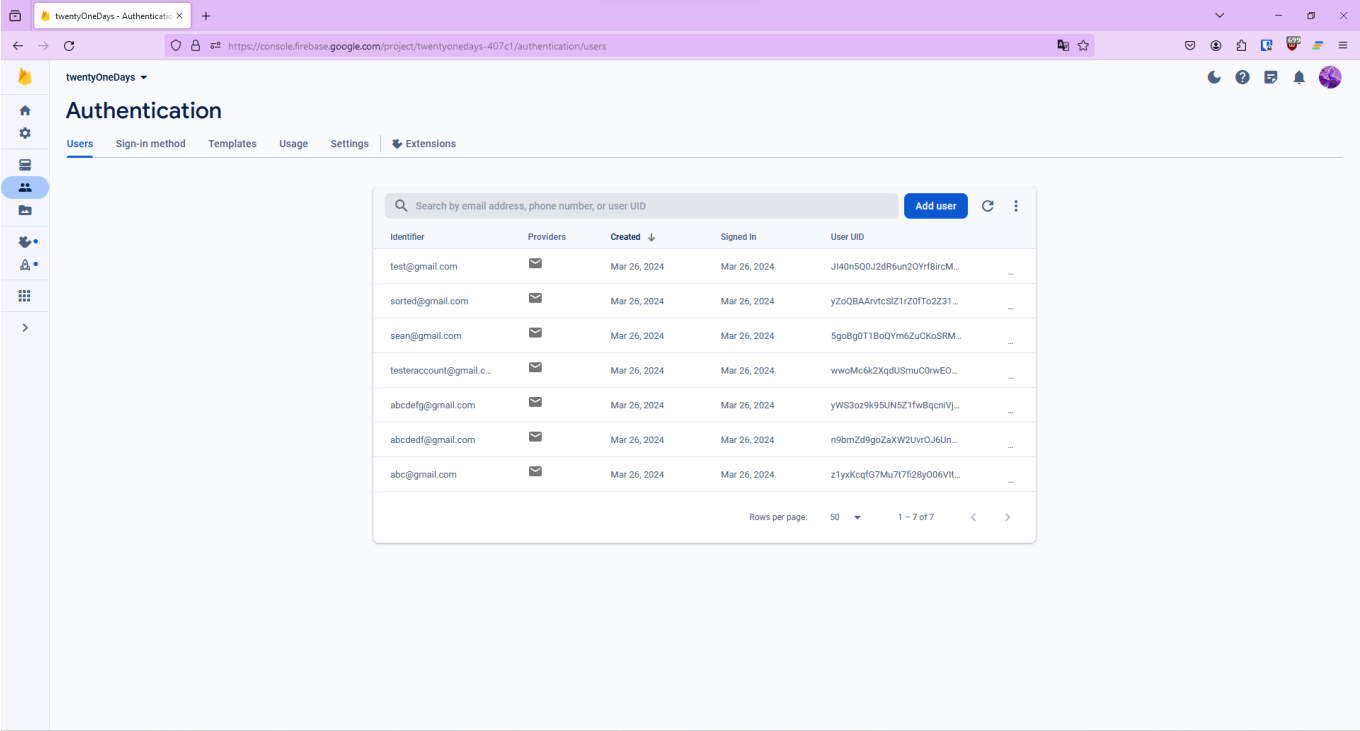 twentyOneDays - Authenticatio
https://console.firebase.google.com/project/twentyonedays-407c1/authentication/users
twentyOneDays
Authentication
Users Sign-in method Templates Usage Settings Extensions
Search by email address, phone number, or user UID Add user
Identifier Providers Created Signed In User UID
test@gmail.com Mar 26, 2024 Mar 26, 2024 JI40n5Q0J2dR6un2OYrf8ircM...
sorted@gmail.com Mar 26, 2024 Mar 26, 2024 yZoQBAArvtcSlZ1rZ0fTo2Z31...
sean@gmail.com Mar 26, 2024 Mar 26, 2024 5goBg0T1BoQYm6ZuCKoSRM...
testeraccount@gmail.c... Mar 26, 2024 Mar 26, 2024 wwoMc6k2XqdUSmuC0rwEO...
abcdefg@gmail.com Mar 26, 2024 Mar 26, 2024 yWS3oz9k95UN5Z1fwBqcniVj...
abcdedf@gmail.com Mar 26, 2024 Mar 26, 2024 n9bmZd9goZaXW2UvrOJ6Un...
abc@gmail.com Mar 26, 2024 Mar 26, 2024 z1yxKcqfG7Mu7t7fi28yO06VIt...
Rows per page: 50 1 – 7 of 7